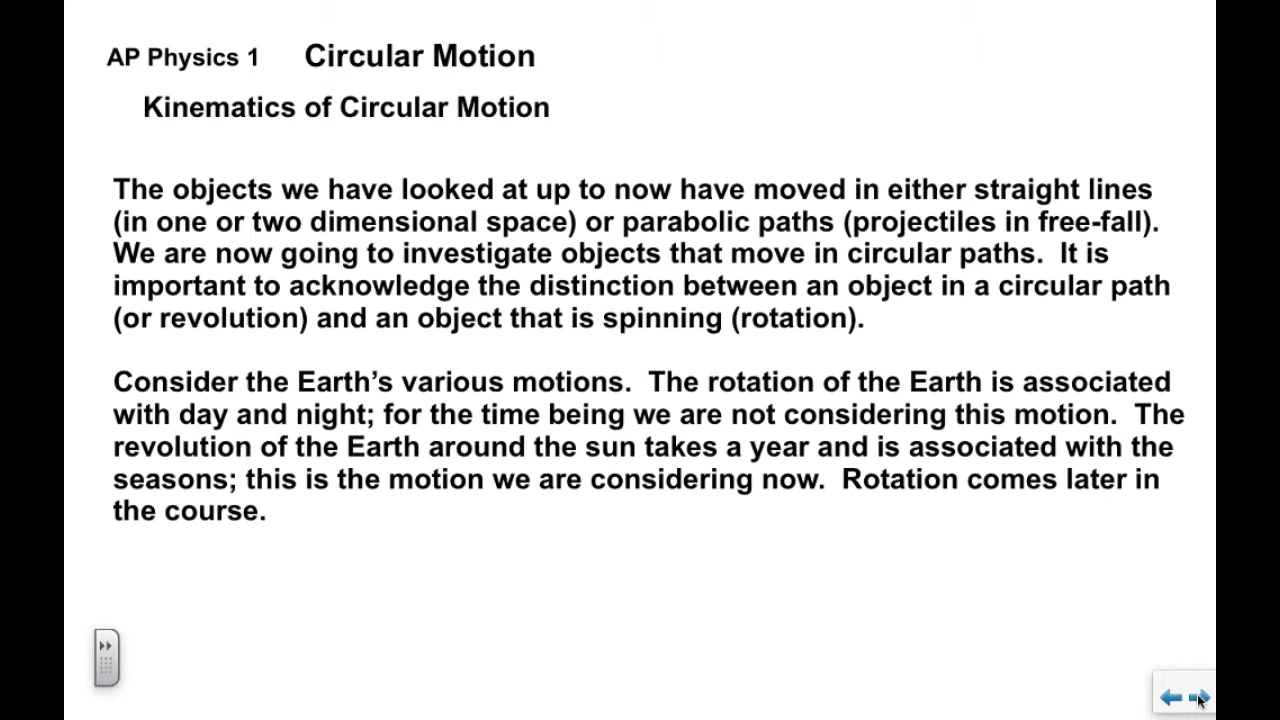 AP Physics 1 Circular Motion
Kinematics of Circular Motion
The objects we have looked at up to now have moved in either straight lines
(in one or two dimensional space) or parabolic paths (projectiles in free-fall).
We are now going to investigate objects that move in circular paths.  It is
important to acknowledge the distinction between an object in a circular path
(or revolution) and an object that is spinning (rotation).
Consider the Earth’s various motions.  The rotation of the Earth is associated
with day and night; for the time being we are not considering this motion.  The
revolution of the Earth around the sun takes a year and is associated with the
seasons; this is the motion we are considering now.  Rotation comes later in
the course.